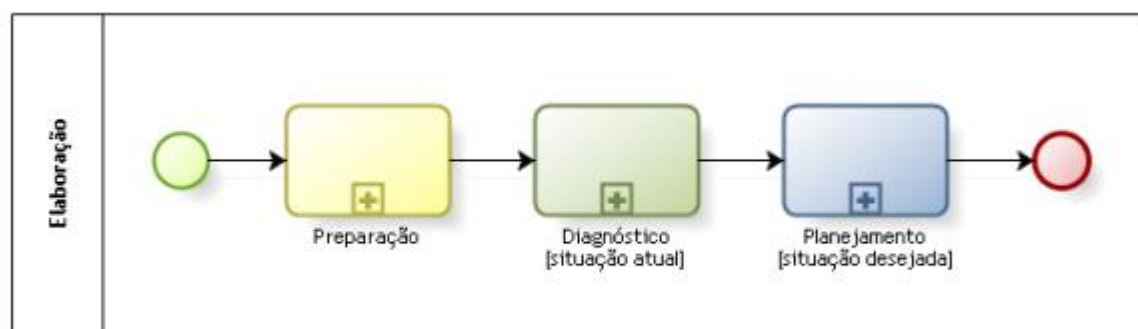 Elaboração
Preparação
Diagnóstico
[situação atual]
Planejamento
[situação desejada]